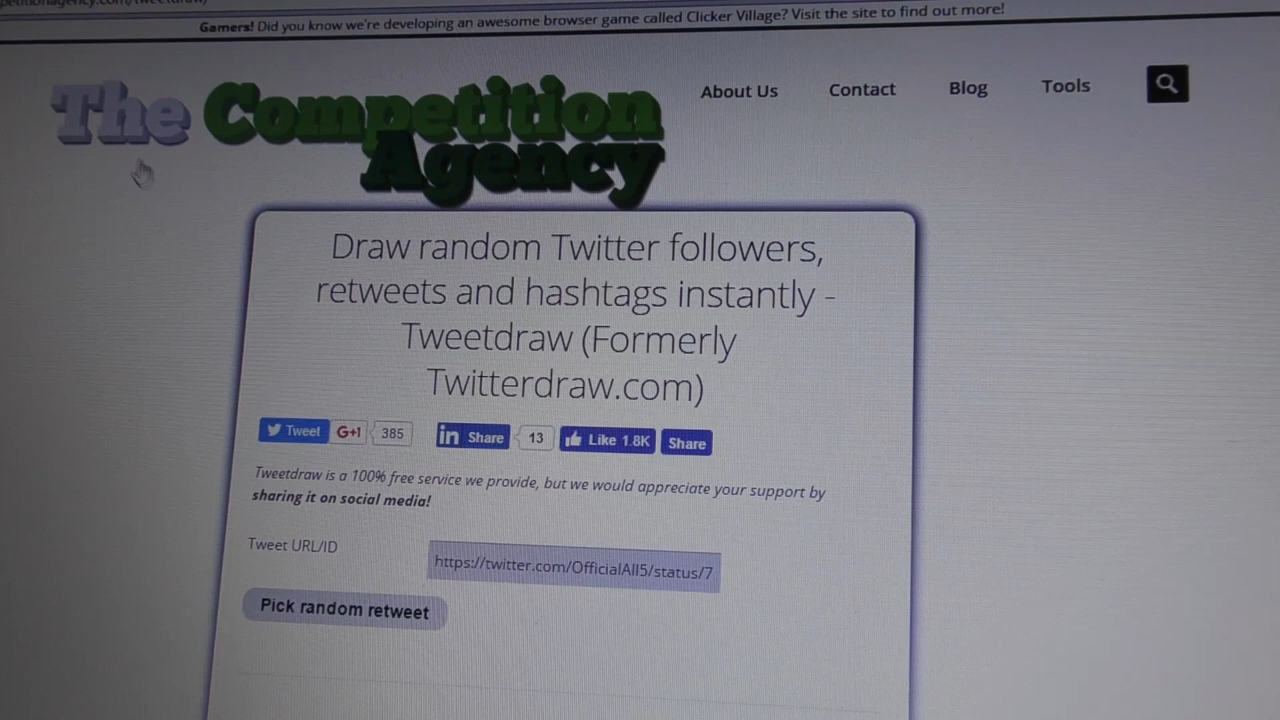 Gamers! Did you know we're developing an awesome browser game called Clicker Village? Visit the site to find out more!
The Competition
Agency
About Us Contact Blog Tools
Draw random Twitter followers,
retweets and hashtags instantly -
Tweetdraw (Formerly
Twitterdraw.com)
Tweet G+1 385 in Share 13 Like 1.8K Share
Tweetdraw is a 100% free service we provide, but we would appreciate your support by
sharing it on social media!
Tweet URL/ID https://twitter.com/OfficialAll5/status/7
Pick random retweet